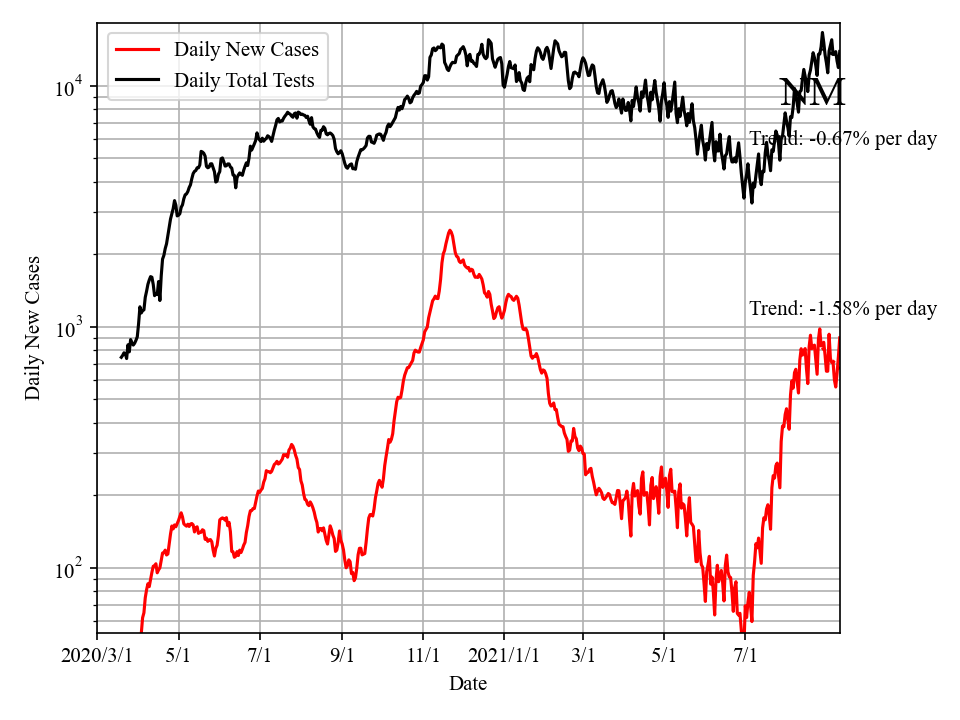 Daily New Cases
Daily Total Tests
NM
Trend: -0.67% per day
Trend: -1.58% per day
10^4
10^3
10^2
Daily New Cases
2020/3/1 5/1 7/1 9/1 11/1 2021/1/1 3/1 5/1 7/1
Date